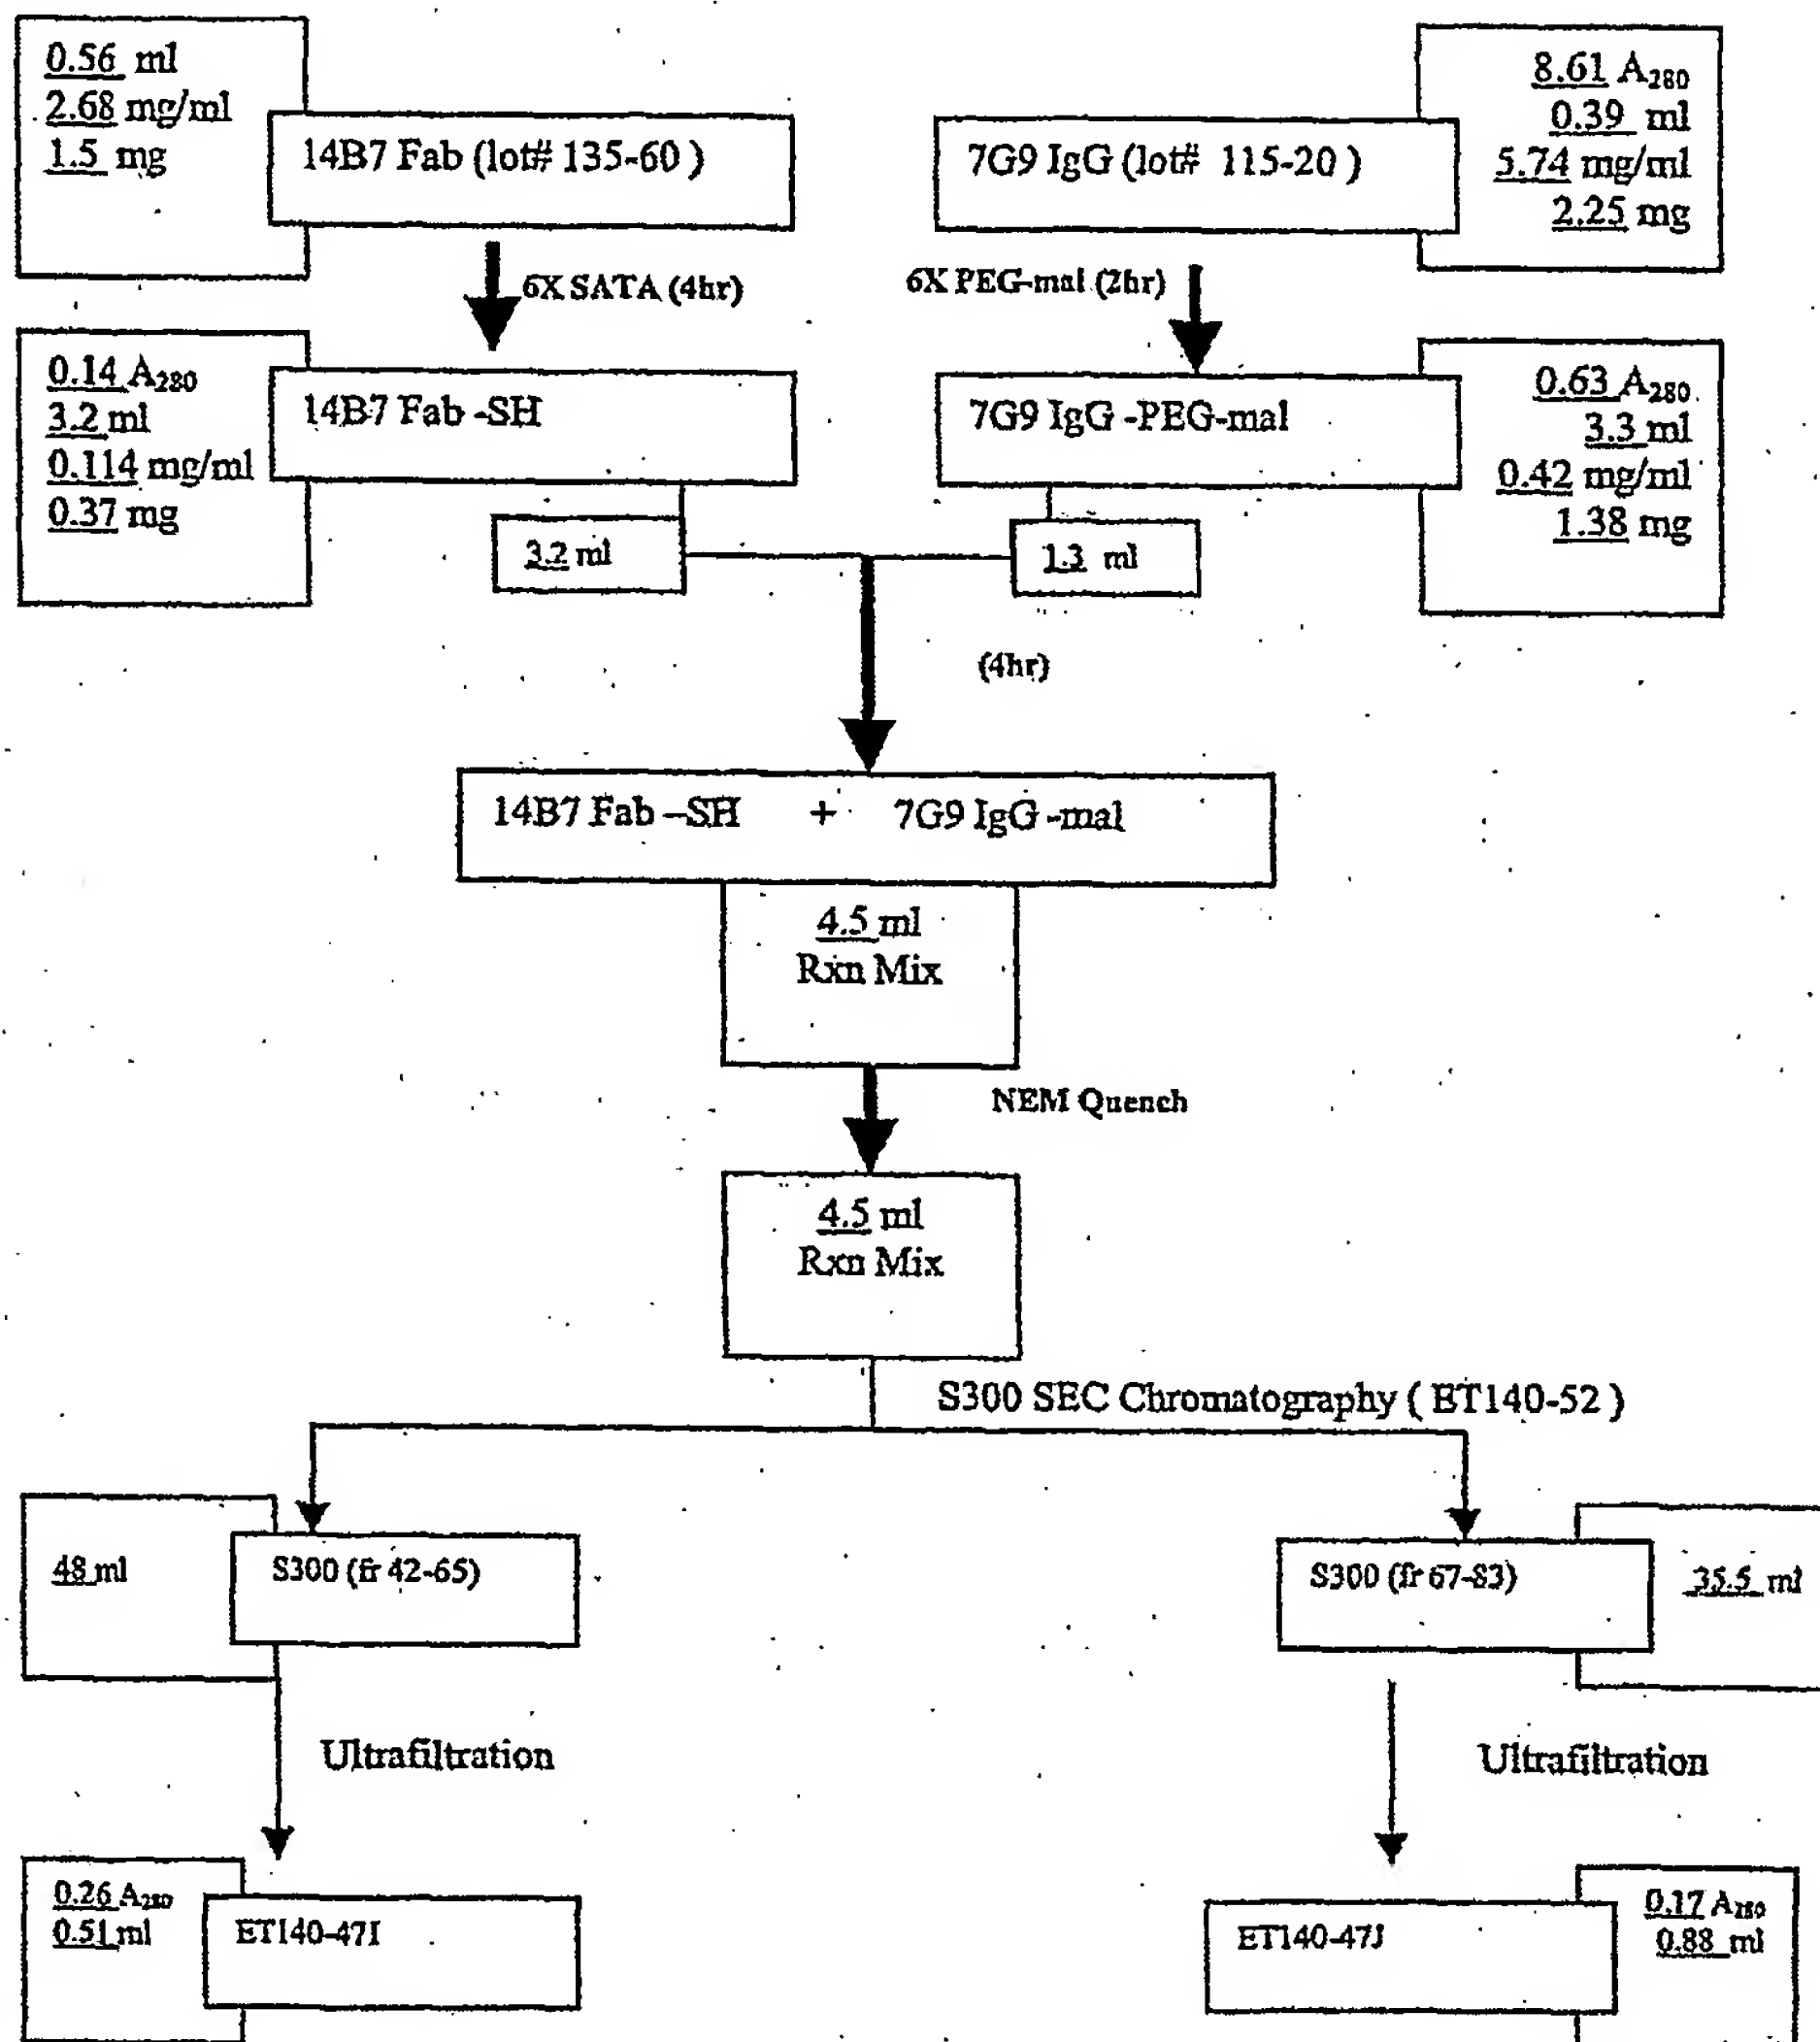 0.56 ml
2.68 mg/ml
1.5 mg
14B7 Fab (lot# 135-60 )
7G9 IgG (lot# 115-20 )
8.61 A280
0.39 ml
5.74 mg/ml
2.25 mg
6X SATA (4hr)
6X PEG-mal (2hr)
0.14 A280
3.2 ml
0.114 mg/ml
0.37 mg
14B7 Fab -SH
7G9 IgG -PEG-mal
0.63 A280
3.3 ml
0.42 mg/ml
1.38 mg
3.2 ml
1.3 ml
(4hr)
14B7 Fab –SH + 7G9 IgG -mal
4.5 ml
Rxn Mix
NEM Quench
4.5 ml
Rxn Mix
S300 SEC Chromatography ( ET140-52 )
48 ml
S300 (fr 42-65)
S300 (fr 67-83)
35.5 ml
Ultrafiltration
Ultrafiltration
0.26 A280
0.51 ml
ET140-47I
ET140-47J
0.17 A280
0.88 ml